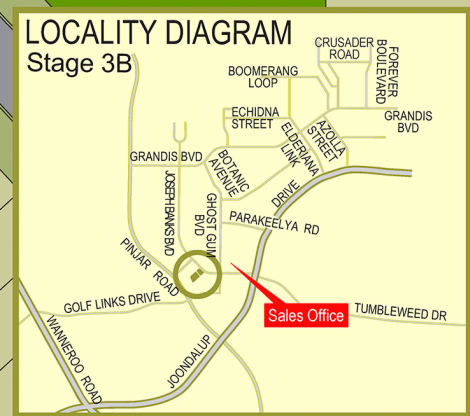 LOCALITY DIAGRAM
Stage 3B
CRUSADER
ROAD
FOREVER
BOULEVARD
BOOMERANG
LOOP
ECHIDNA
STREET
AZOLLA
STREET
GRANDIS
BVD
ELDERIANA
LINK
GRANDIS BVD
BOTANIC
AVENUE
JOSEPH BANKS BVD
GHOST GUM
BVD
DRIVE
PARAKEELYA RD
PINJAR ROAD
GOLF LINKS DRIVE
Sales Office
TUMBLEWEED DR
WANNEROO ROAD
JOONDALUP